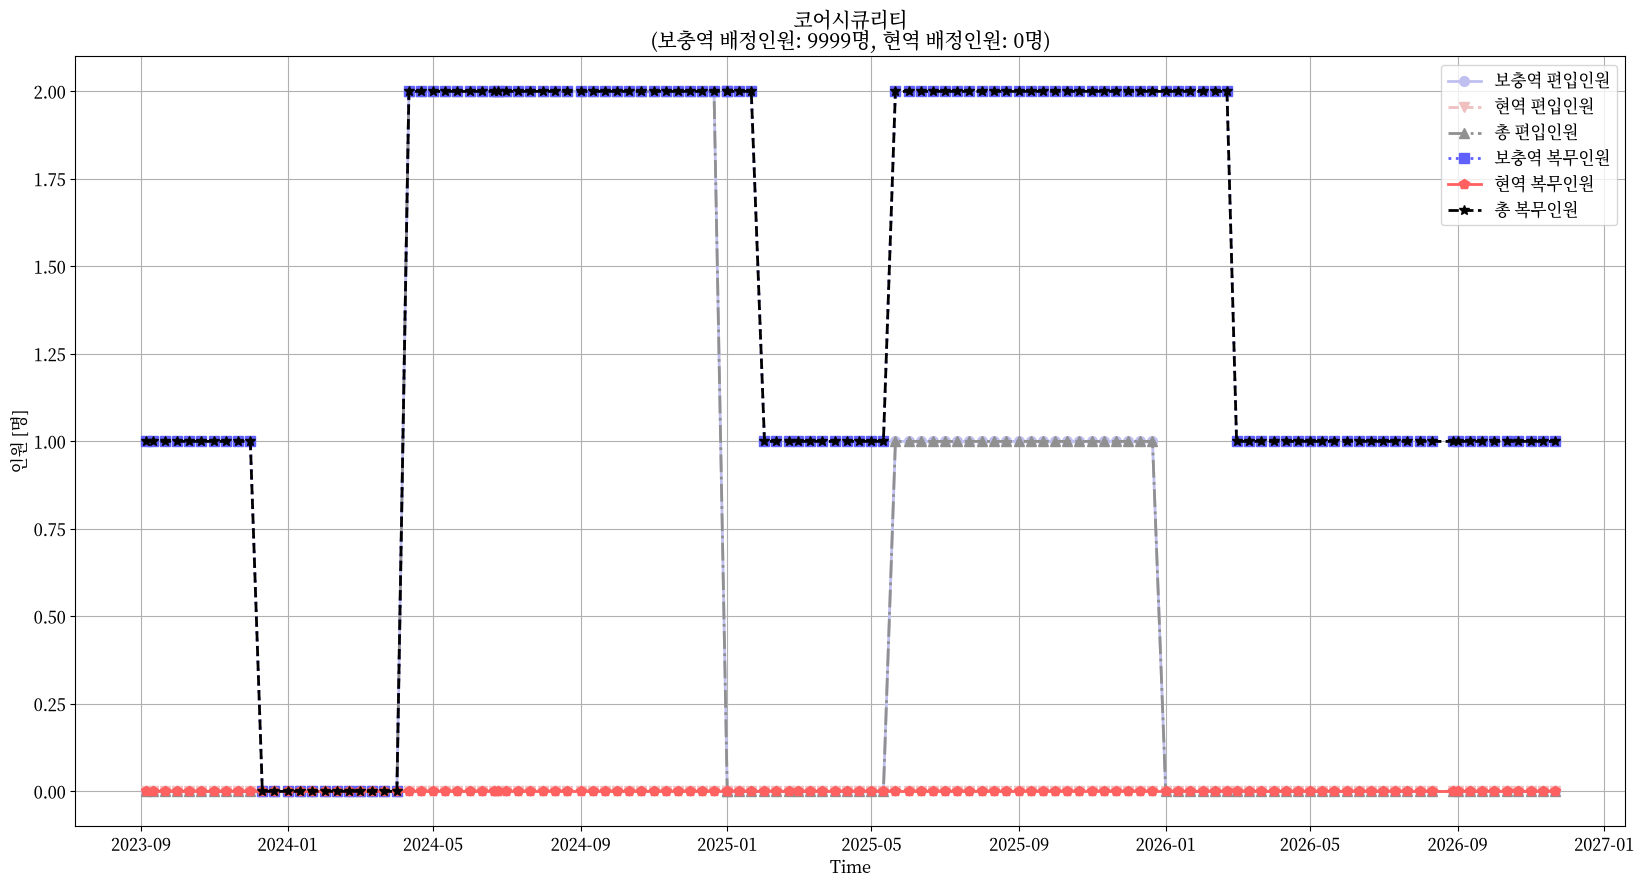 코어시큐리티
(보충역 배정인원: 9999명, 현역 배정인원: 0명)
보충역 편입인원
현역 편입인원
총 편입인원
보충역 복무인원
현역 복무인원
총 복무인원
인원 [명]
2.00
1.75
1.50
1.25
1.00
0.75
0.50
0.25
0.00
2023-09 2024-01 2024-05 2024-09 2025-01 2025-05 2025-09 2026-01 2026-05 2026-09 2027-01
Time